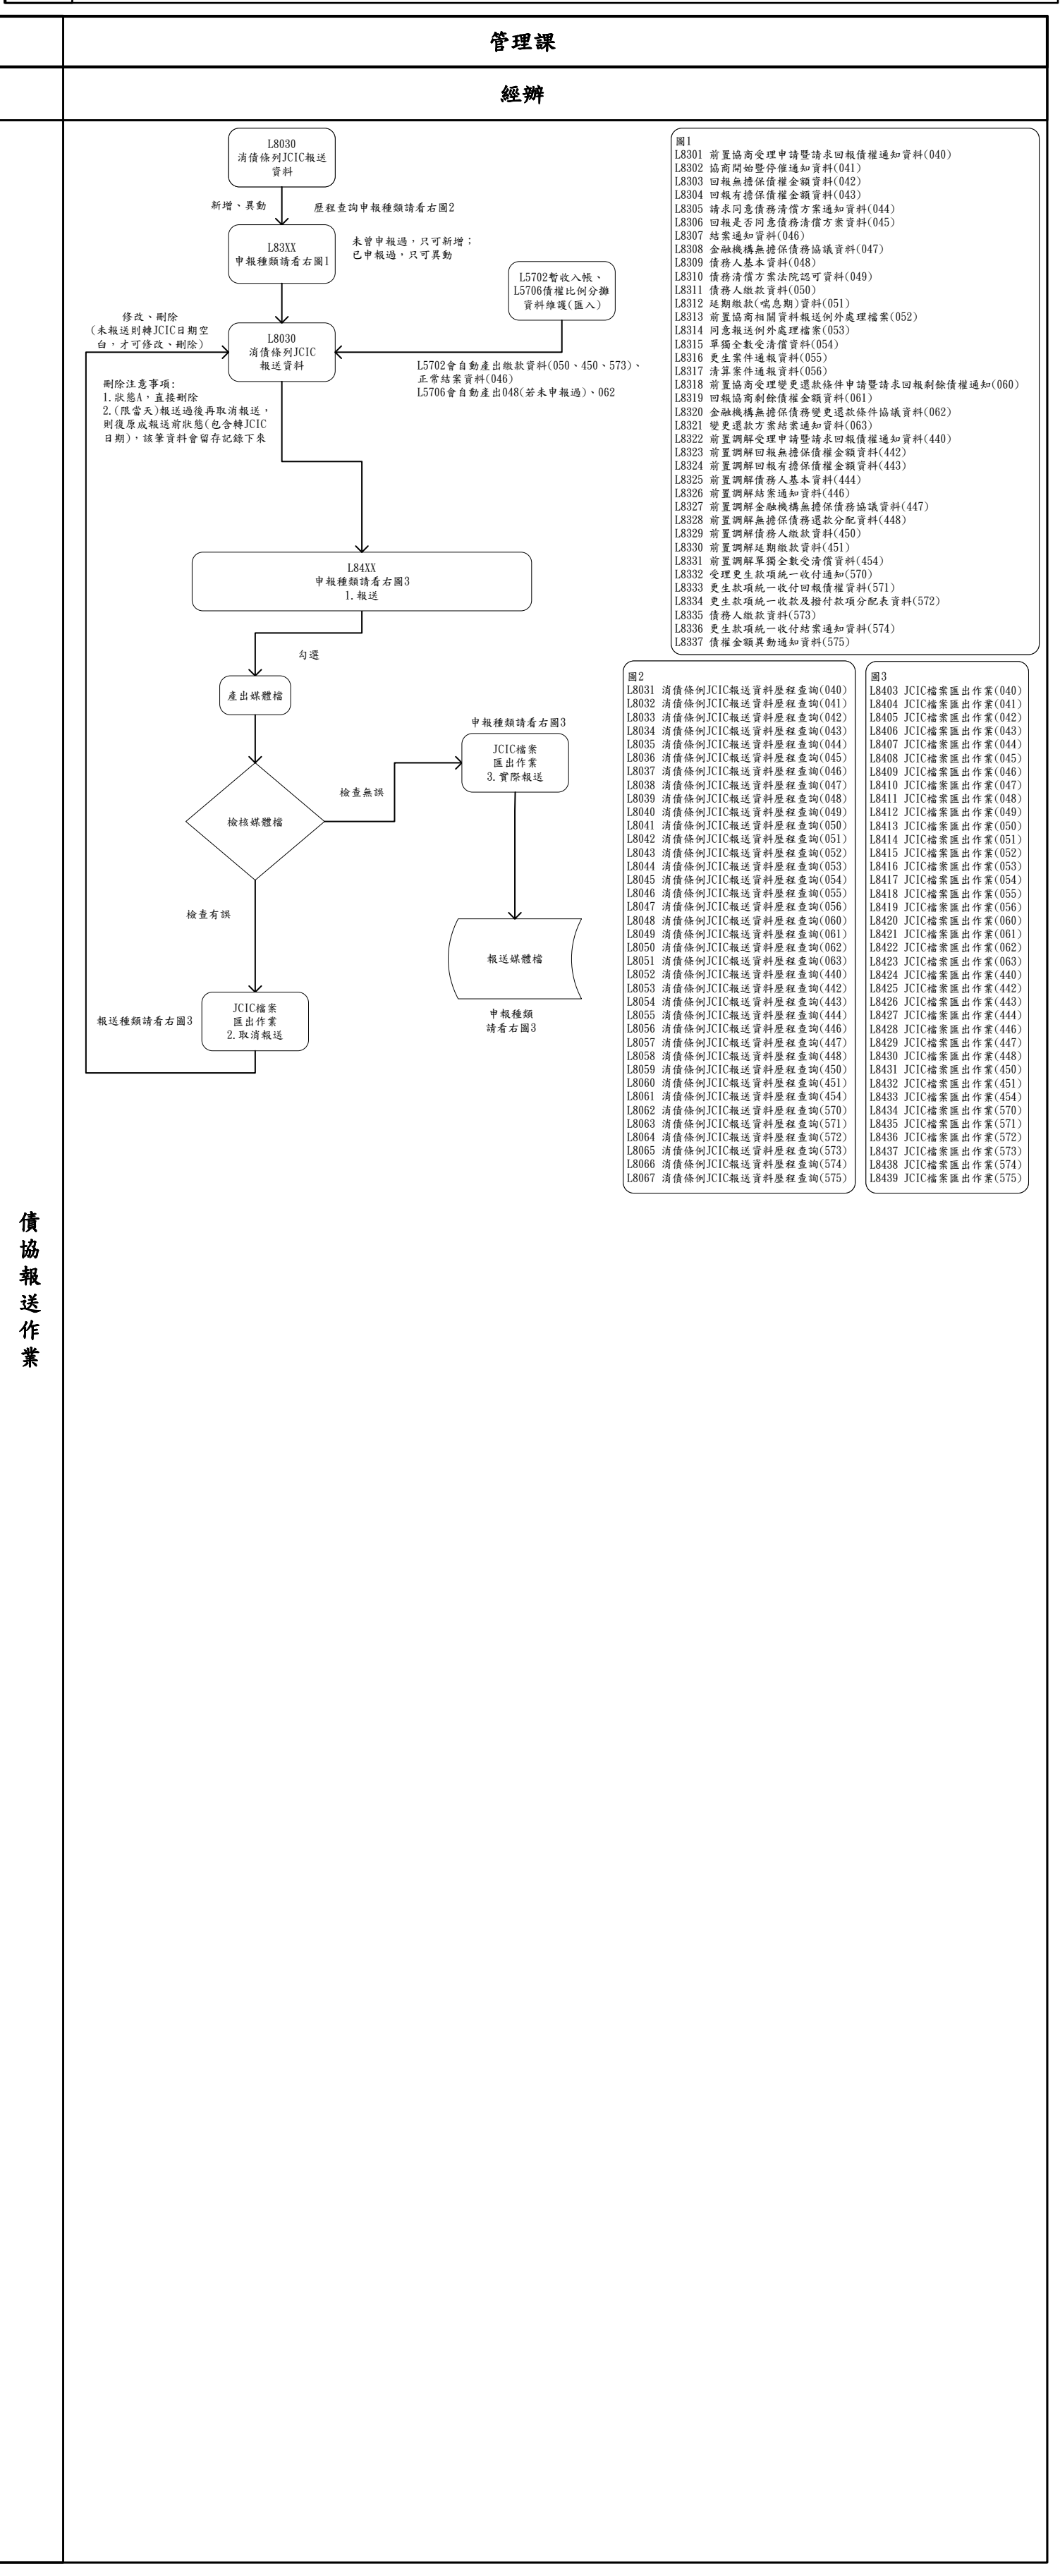 管理課
經辦
債協報送作業
L8030
消債條列JCIC報送
資料
新增、異動
歷程查詢申報種類請看右圖2
L83XX
申報種類請看右圖1
未曾申報過，只可新增；
已申報過，只可異動
L5702暫收入帳、
L5706債權比例分攤
資料維護(匯入)
修改、刪除
(未報送則轉JCIC日期空
白，才可修改、刪除)
L8030
消債條列JCIC
報送資料
L5702會自動產出繳款資料(050、450、573)、
正常結案資料(046)
L5706會自動產出048(若未申報過)、062
刪除注意事項:
1.狀態A，直接刪除
2.(限當天)報送過後再取消報送，
則復原成報送前狀態(包含轉JCIC
日期)，該筆資料會留存記錄下來
L84XX
申報種類請看右圖3
1.報送
勾選
產出媒體檔
檢核媒體檔
檢查無誤
申報種類請看右圖3
JCIC檔案
匯出作業
3.實際報送
報送媒體檔
申報種類
請看右圖3
檢查有誤
報送種類請看右圖3
JCIC檔案
匯出作業
2.取消報送
圖1
L8301 前置協商受理申請暨請求回報債權通知資料(040)
L8302 協商開始暨停催通知資料(041)
L8303 回報無擔保債權金額資料(042)
L8304 回報有擔保債權金額資料(043)
L8305 請求同意債務清償方案通知資料(044)
L8306 回報是否同意債務清償方案資料(045)
L8307 結案通知資料(046)
L8308 金融機構無擔保債務協議資料(047)
L8309 債務人基本資料(048)
L8310 債務清償方案法院認可資料(049)
L8311 債務人繳款資料(050)
L8312 延期繳款(喘息期)資料(051)
L8313 前置協商相關資料報送例外處理檔案(052)
L8314 同意報送例外處理檔案(053)
L8315 單獨全數受清償資料(054)
L8316 更生案件通報資料(055)
L8317 清算案件通報資料(056)
L8318 前置協商受理變更還款條件申請暨請求回報剩餘債權通知(060)
L8319 回報協商剩餘債權金額資料(061)
L8320 金融機構無擔保債務變更還款條件協議資料(062)
L8321 變更還款方案結案通知資料(063)
L8322 前置調解受理申請暨請求回報債權通知資料(440)
L8323 前置調解回報無擔保債權金額資料(442)
L8324 前置調解回報有擔保債權金額資料(443)
L8325 前置調解債務人基本資料(444)
L8326 前置調解結案通知資料(446)
L8327 前置調解金融機構無擔保債務協議資料(447)
L8328 前置調解無擔保債務還款分配資料(448)
L8329 前置調解債務人繳款資料(450)
L8330 前置調解延期繳款資料(451)
L8331 前置調解單獨全數受清償資料(454)
L8332 受理更生款項統一收付通知(570)
L8333 更生款項統一收付回報債權資料(571)
L8334 更生款項統一收款及撥付款項分配表資料(572)
L8335 債務人繳款資料(573)
L8336 更生款項統一收付結案通知資料(574)
L8337 債權金額異動通知資料(575)
圖2
L8031 消債條例JCIC報送資料歷程查詢(040)
L8032 消債條例JCIC報送資料歷程查詢(041)
L8033 消債條例JCIC報送資料歷程查詢(042)
L8034 消債條例JCIC報送資料歷程查詢(043)
L8035 消債條例JCIC報送資料歷程查詢(044)
L8036 消債條例JCIC報送資料歷程查詢(045)
L8037 消債條例JCIC報送資料歷程查詢(046)
L8038 消債條例JCIC報送資料歷程查詢(047)
L8039 消債條例JCIC報送資料歷程查詢(048)
L8040 消債條例JCIC報送資料歷程查詢(049)
L8041 消債條例JCIC報送資料歷程查詢(050)
L8042 消債條例JCIC報送資料歷程查詢(051)
L8043 消債條例JCIC報送資料歷程查詢(052)
L8044 消債條例JCIC報送資料歷程查詢(053)
L8045 消債條例JCIC報送資料歷程查詢(054)
L8046 消債條例JCIC報送資料歷程查詢(055)
L8047 消債條例JCIC報送資料歷程查詢(056)
L8048 消債條例JCIC報送資料歷程查詢(060)
L8049 消債條例JCIC報送資料歷程查詢(061)
L8050 消債條例JCIC報送資料歷程查詢(062)
L8051 消債條例JCIC報送資料歷程查詢(063)
L8052 消債條例JCIC報送資料歷程查詢(440)
L8053 消債條例JCIC報送資料歷程查詢(442)
L8054 消債條例JCIC報送資料歷程查詢(443)
L8055 消債條例JCIC報送資料歷程查詢(444)
L8056 消債條例JCIC報送資料歷程查詢(446)
L8057 消債條例JCIC報送資料歷程查詢(447)
L8058 消債條例JCIC報送資料歷程查詢(448)
L8059 消債條例JCIC報送資料歷程查詢(450)
L8060 消債條例JCIC報送資料歷程查詢(451)
L8061 消債條例JCIC報送資料歷程查詢(454)
L8062 消債條例JCIC報送資料歷程查詢(570)
L8063 消債條例JCIC報送資料歷程查詢(571)
L8064 消債條例JCIC報送資料歷程查詢(572)
L8065 消債條例JCIC報送資料歷程查詢(573)
L8066 消債條例JCIC報送資料歷程查詢(574)
L8067 消債條例JCIC報送資料歷程查詢(575)
圖3
L8403 JCIC檔案匯出作業(040)
L8404 JCIC檔案匯出作業(041)
L8405 JCIC檔案匯出作業(042)
L8406 JCIC檔案匯出作業(043)
L8407 JCIC檔案匯出作業(044)
L8408 JCIC檔案匯出作業(045)
L8409 JCIC檔案匯出作業(046)
L8410 JCIC檔案匯出作業(047)
L8411 JCIC檔案匯出作業(048)
L8412 JCIC檔案匯出作業(049)
L8413 JCIC檔案匯出作業(050)
L8414 JCIC檔案匯出作業(051)
L8415 JCIC檔案匯出作業(052)
L8416 JCIC檔案匯出作業(053)
L8417 JCIC檔案匯出作業(054)
L8418 JCIC檔案匯出作業(055)
L8419 JCIC檔案匯出作業(056)
L8420 JCIC檔案匯出作業(060)
L8421 JCIC檔案匯出作業(061)
L8422 JCIC檔案匯出作業(062)
L8423 JCIC檔案匯出作業(063)
L8424 JCIC檔案匯出作業(440)
L8425 JCIC檔案匯出作業(442)
L8426 JCIC檔案匯出作業(443)
L8427 JCIC檔案匯出作業(444)
L8428 JCIC檔案匯出作業(446)
L8429 JCIC檔案匯出作業(447)
L8430 JCIC檔案匯出作業(448)
L8431 JCIC檔案匯出作業(450)
L8432 JCIC檔案匯出作業(451)
L8433 JCIC檔案匯出作業(454)
L8434 JCIC檔案匯出作業(570)
L8435 JCIC檔案匯出作業(571)
L8436 JCIC檔案匯出作業(572)
L8437 JCIC檔案匯出作業(573)
L8438 JCIC檔案匯出作業(574)
L8439 JCIC檔案匯出作業(575)